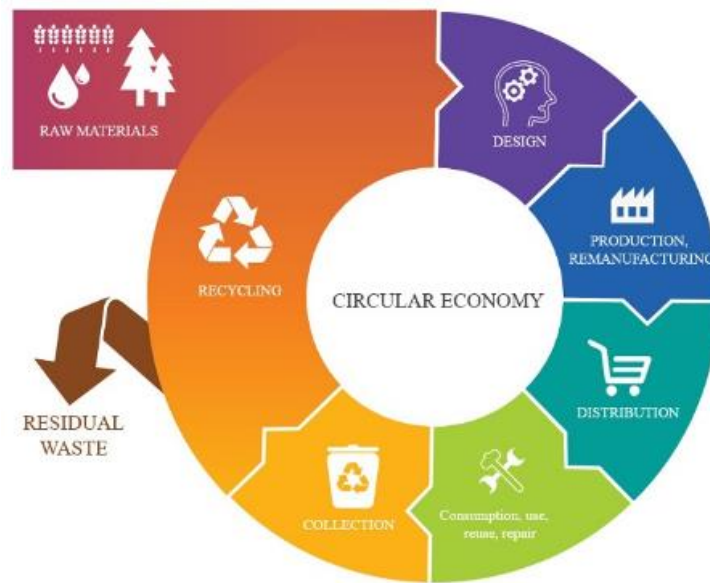 RAW MATERIALS
DESIGN
PRODUCTION,
REMANUFACTURING
RECYCLING
CIRCULAR ECONOMY
DISTRIBUTION
RESIDUAL
WASTE
COLLECTION
Consumption, use,
reuse, repair